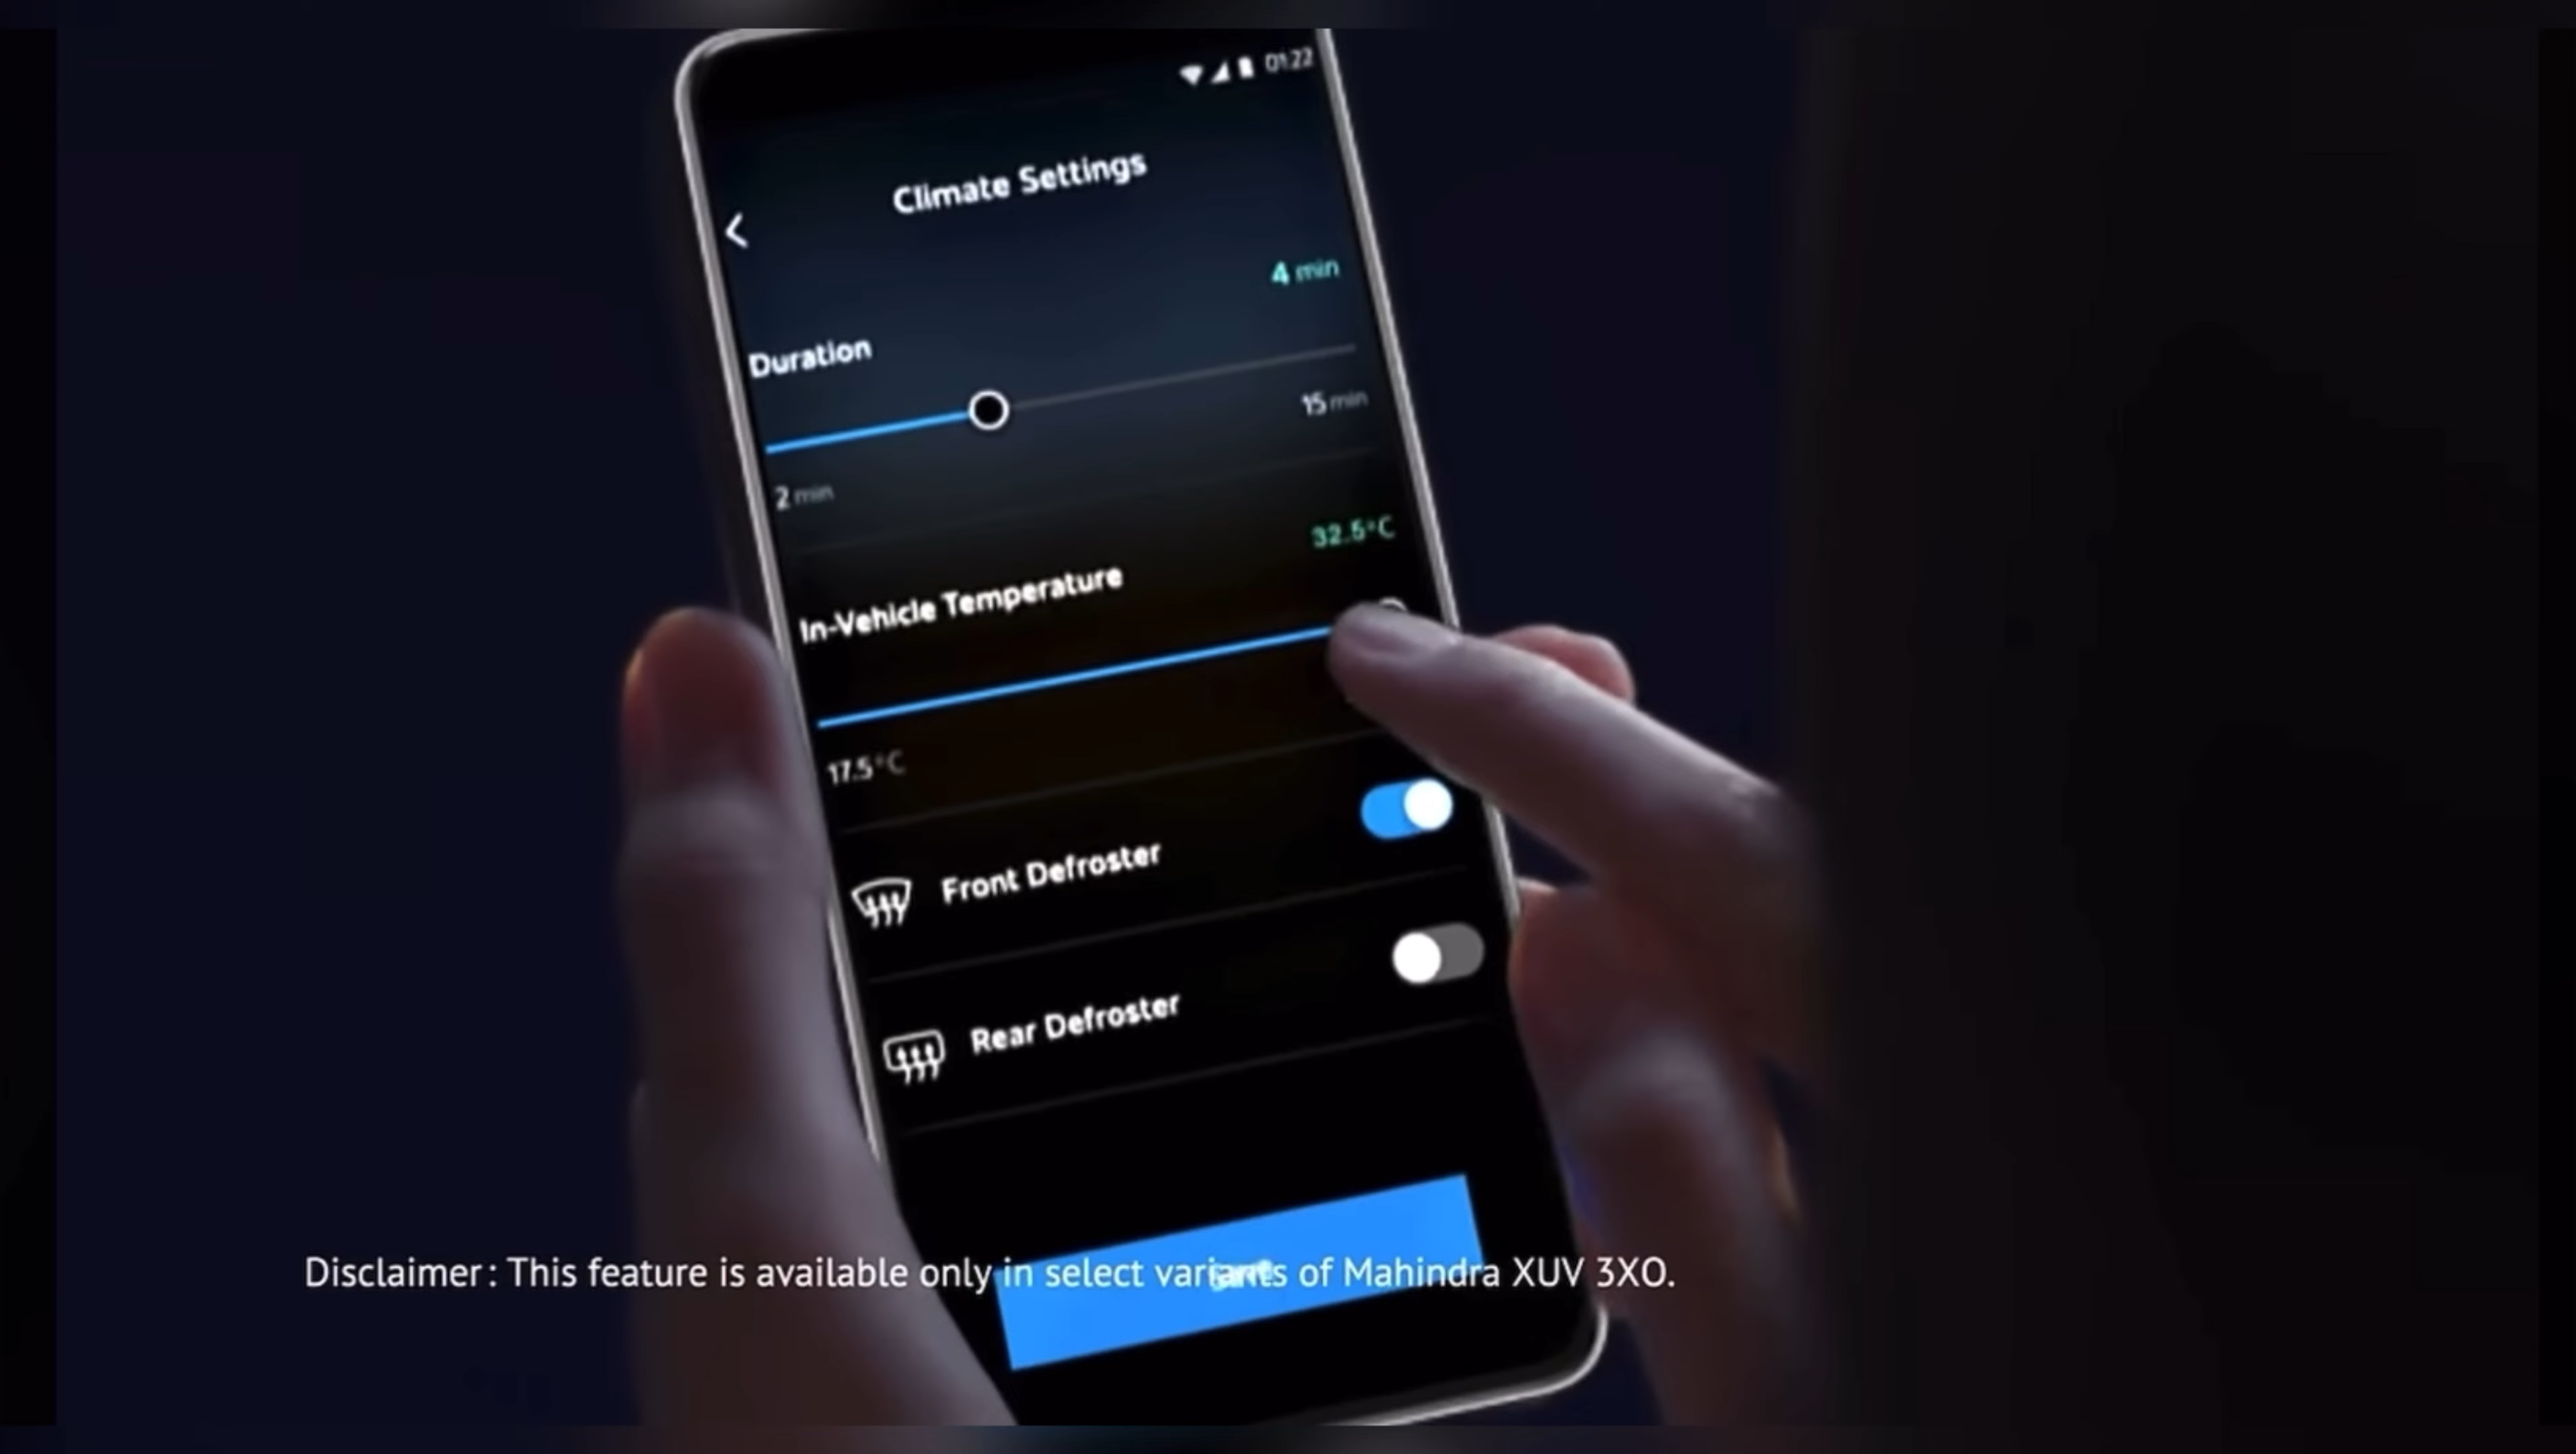 01:22
Climate Settings
4 min
Duration
15 min
2 min
32.5°C
In-Vehicle Temperature
17.5°C
Front Defroster
Rear Defroster
Disclaimer: This feature is available only in select variants of Mahindra XUV 3XO.